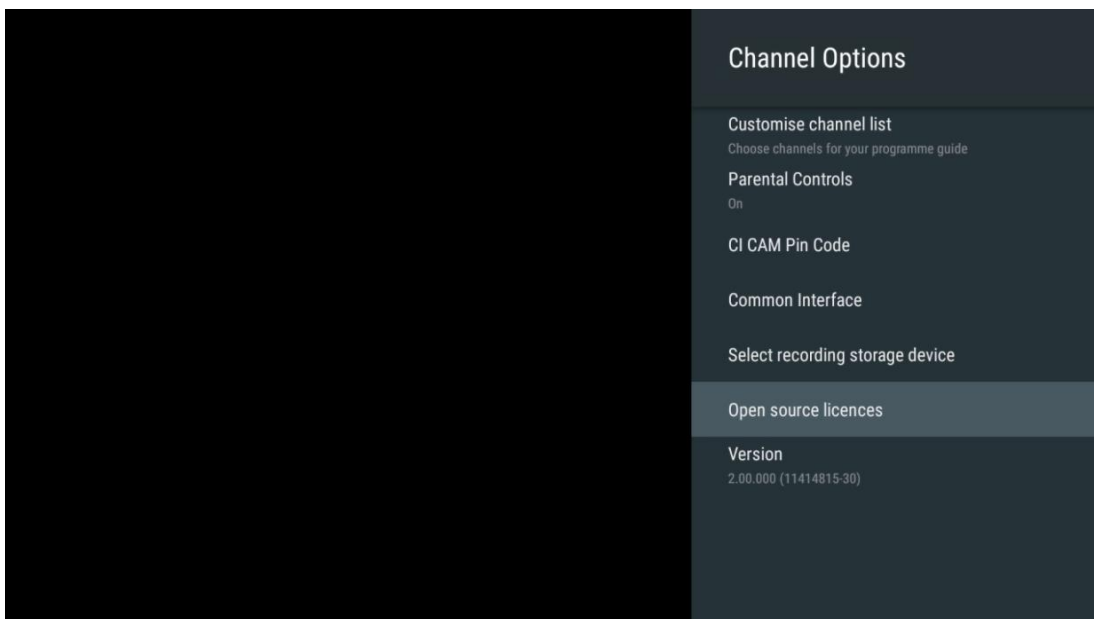 Channel Options
Customise channel list
Choose channels for your programme guide
Parental Controls
On
CI CAM Pin Code
Common Interface
Select recording storage device
Open source licences
Version
2.00.000 (11414815-30)